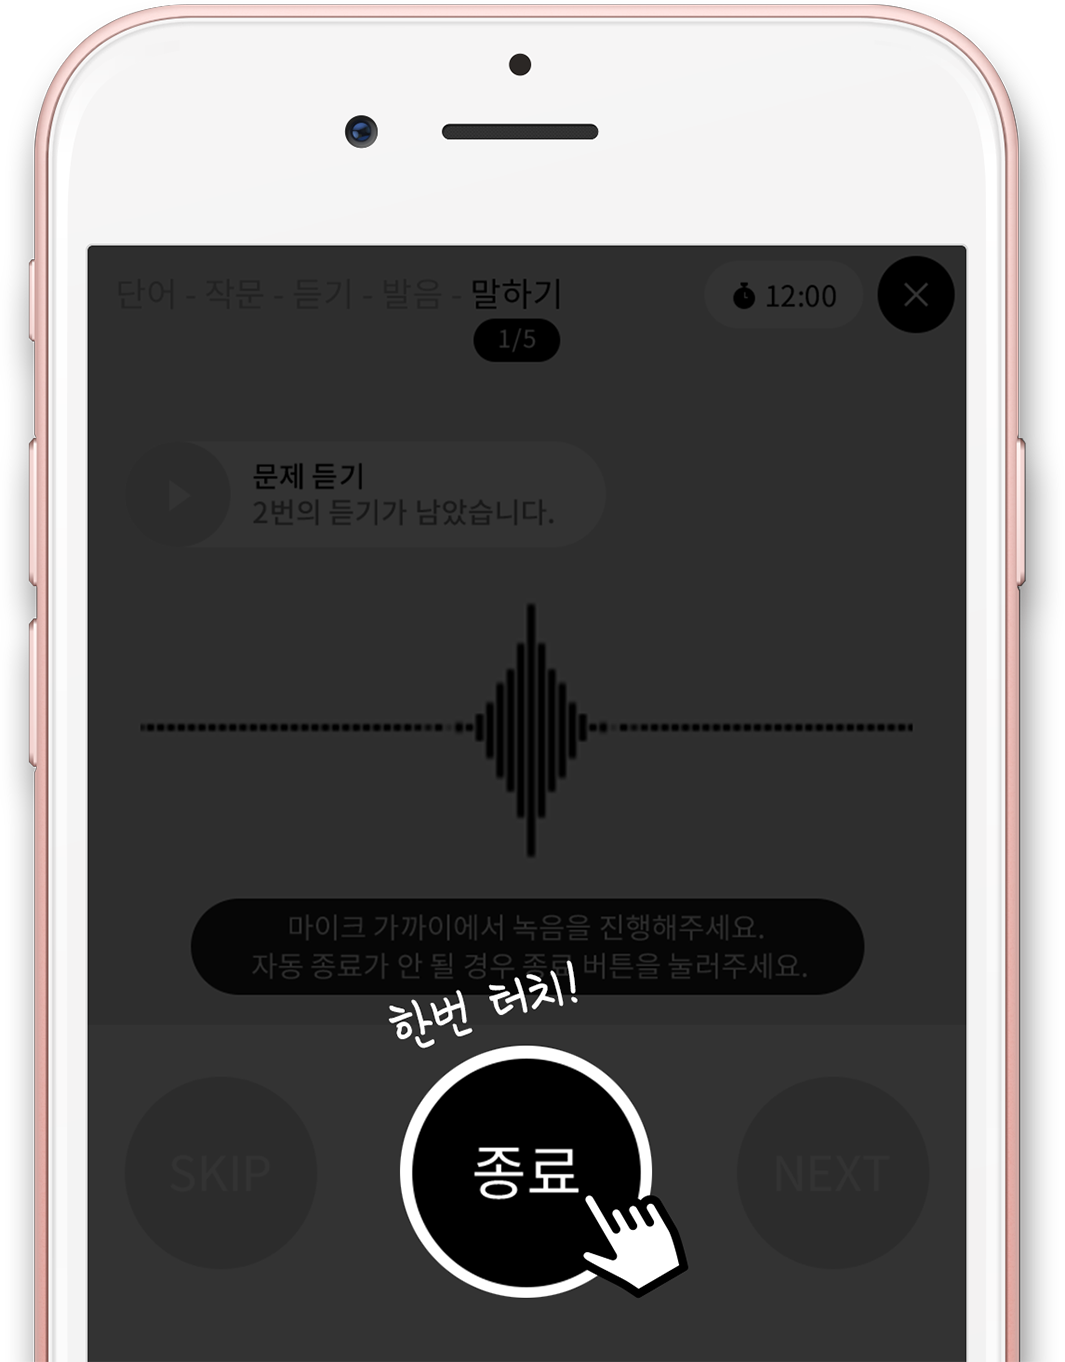 단어 - 작문 - 듣기 - 발음 - 말하기
12:00
1/5
문제 듣기
2번의 듣기가 남았습니다.
마이크 가까이에서 녹음을 진행해주세요.
자동 종료가 안 될 경우 종료 버튼을 눌러주세요.
한번 터치!
SKIP
종료
NEXT